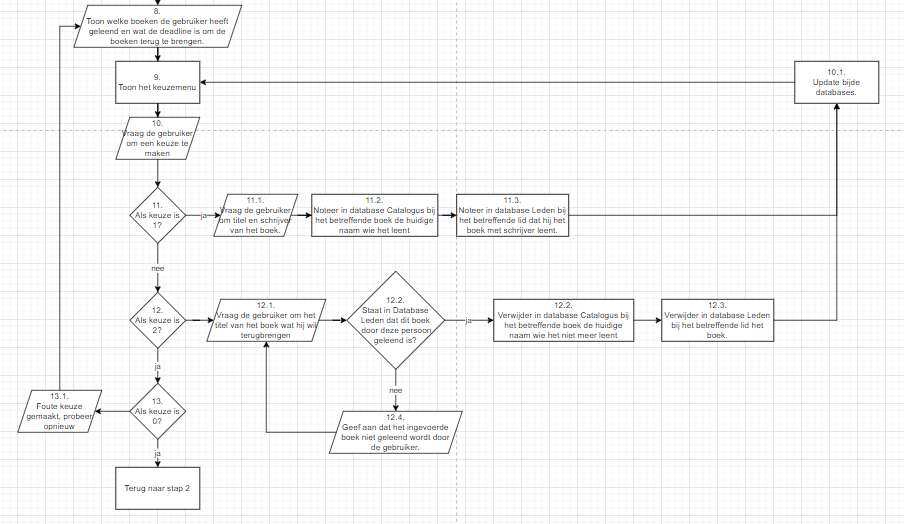 8.
Toon welke boeken de gebruiker heeft
geleend en wat de deadline is om de
boeken terug te brengen.
9.
Toon het keuzemenu
10.1.
Update bijde
databases.
10.
Vraag de gebruiker
om een keuze te
maken
11.
Als keuze is
1?
ja
11.1.
Vraag de gebruiker
om titel en schrijver
van het boek.
11.2.
Noteer in database Catalogus bij
het betreffende boek de huidige
naam wie het leent
11.3.
Noteer in database Leden bij
het betreffende lid dat hij het
boek met schrijver leent.
nee
12.
Als keuze is
2?
12.1.
Vraag de gebruiker om het
titel van het boek wat hij wil
terugbrengen
12.2.
Staat in Database
Leden dat dit boek
door deze persoon
geleend is?
ja
12.2.
Verwijder in database Catalogus bij
het betreffende boek de huidige
naam wie het niet meer leent
12.3.
Verwijder in database Leden
bij het betreffende lid het
boek.
ja
nee
13.1.
Foute keuze
gemaakt, probeer
opnieuw
13.
Als keuze is
0?
12.4.
Geef aan dat het ingevoerde
boek niet geleend wordt door
de gebruiker.
ja
Terug naar stap 2